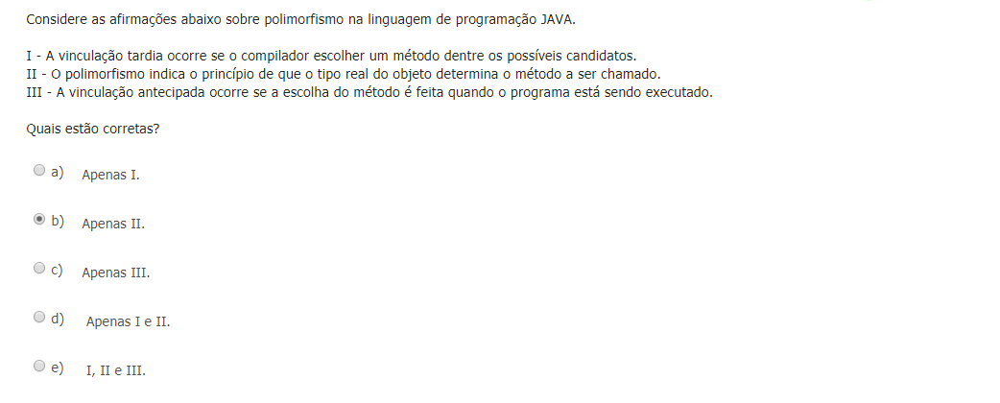 Considere as afirmações abaixo sobre polimorfismo na linguagem de programação JAVA.
I - A vinculação tardia ocorre se o compilador escolher um método dentre os possíveis candidatos.
II - O polimorfismo indica o princípio de que o tipo real do objeto determina o método a ser chamado.
III - A vinculação antecipada ocorre se a escolha do método é feita quando o programa está sendo executado.
Quais estão corretas?
a) Apenas I.
b) Apenas II.
c) Apenas III.
d) Apenas I e II.
e) I, II e III.